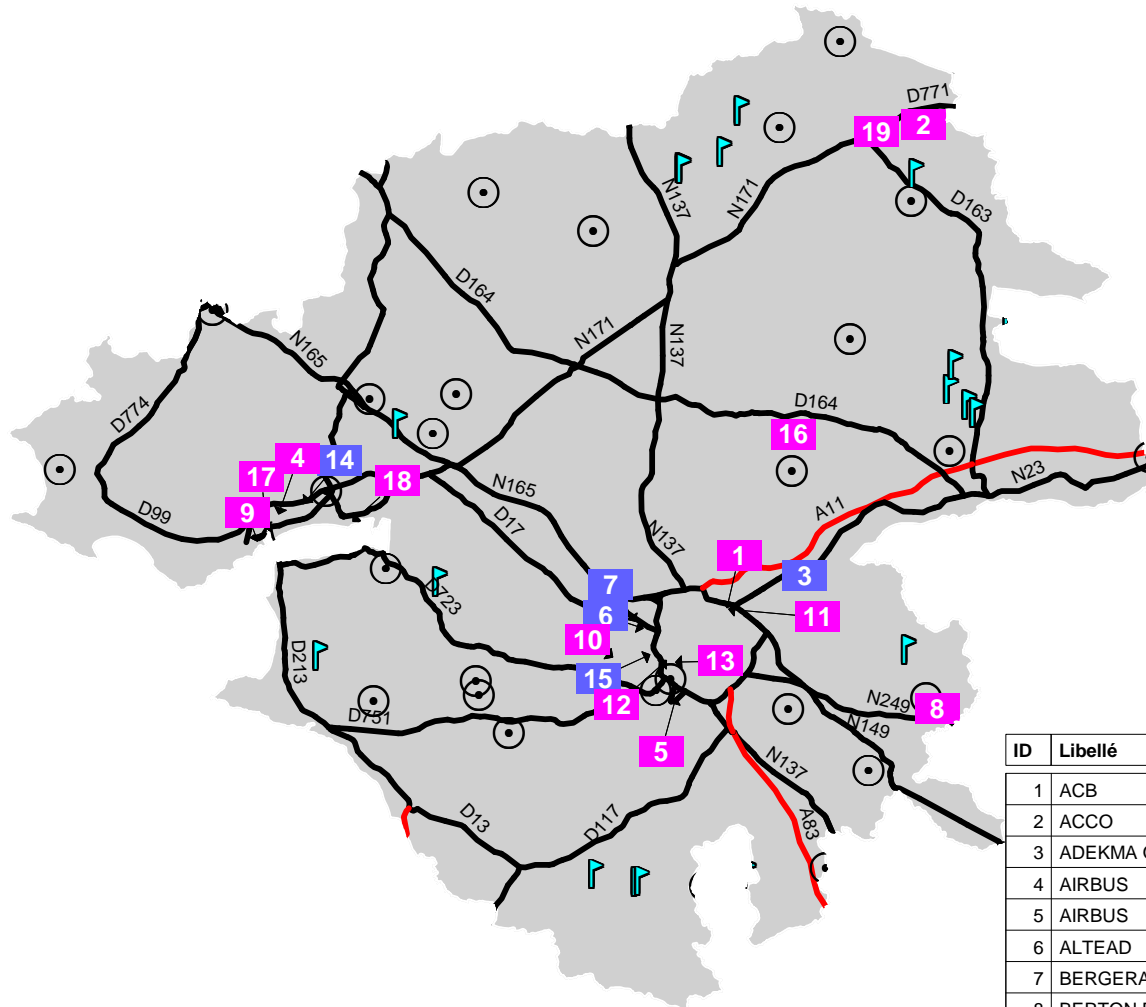 D771
19
2
N137
N171
D163
D164
N165
N171
N137
D774
D164
16
17
4
14
18
N23
9
D99
N165
D17
A11
N137
1
7
3
6
11
D723
10
15
13
D213
12
N249
8
D751
N149
5
N137
D13
D117
A83
ID Libellé
1 ACB
2 ACCO
3 ADEKMA
4 AIRBUS
5 AIRBUS
6 ALTEAD
7 BERGERA